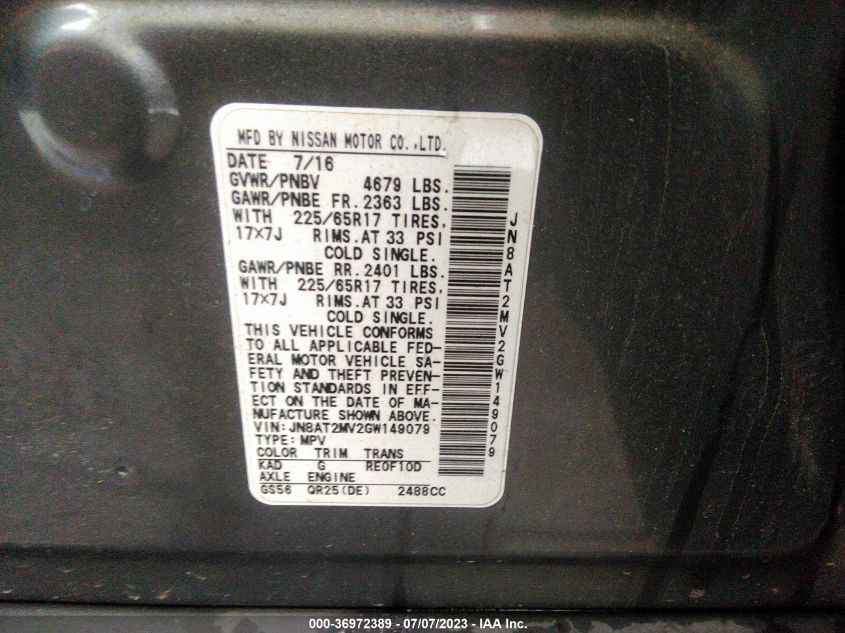 MFD BY NISSAN MOTOR CO.,LTD.
DATE 7/16
GVWR/PNBV 4679 LBS.
GAWR/PNBE FR. 2363 LBS.
WITH 225/65R17 TIRES,
17×7J RIMS.AT 33 PSI
COLD SINGLE.
GAWR/PNBE RR. 2401 LBS.
WITH 225/65R17 TIRES,
17×7J RIMS.AT 33 PSI
COLD SINGLE.
THIS VEHICLE CONFORMS
TO ALL APPLICABLE FED-
ERAL MOTOR VEHICLE SA-
FETY AND THEFT PREVEN-
TION STANDARDS IN EFF-
ECT ON THE DATE OF MA-
NUFACTURE SHOWN ABOVE.
VIN:JN8AT2MV2GW149079
TYPE:MPV
COLOR TRIM TRANS
KAD G RE0F10D
AXLE ENGINE
GS56 QR25(DE) 2488CC
JN8AT2MV2GW149079
000-36972389 - 07/07/2023 - IAA Inc.